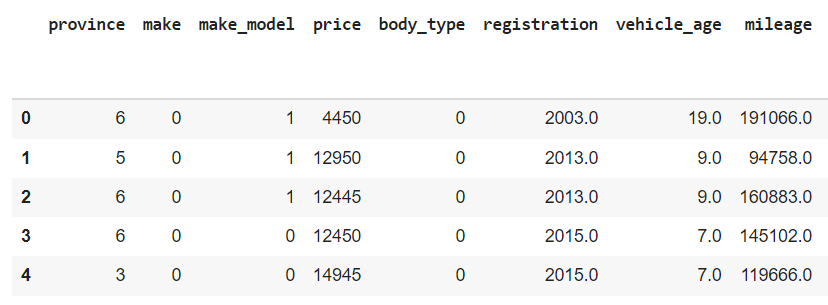 province make make_model price body_type registration vehicle_age mileage
0 6 0 1 4450 0 2003.0 19.0 191066.0
1 5 0 1 12950 0 2013.0 9.0 94758.0
2 6 0 1 12445 0 2013.0 9.0 160883.0
3 6 0 0 12450 0 2015.0 7.0 145102.0
4 3 0 0 14945 0 2015.0 7.0 119666.0